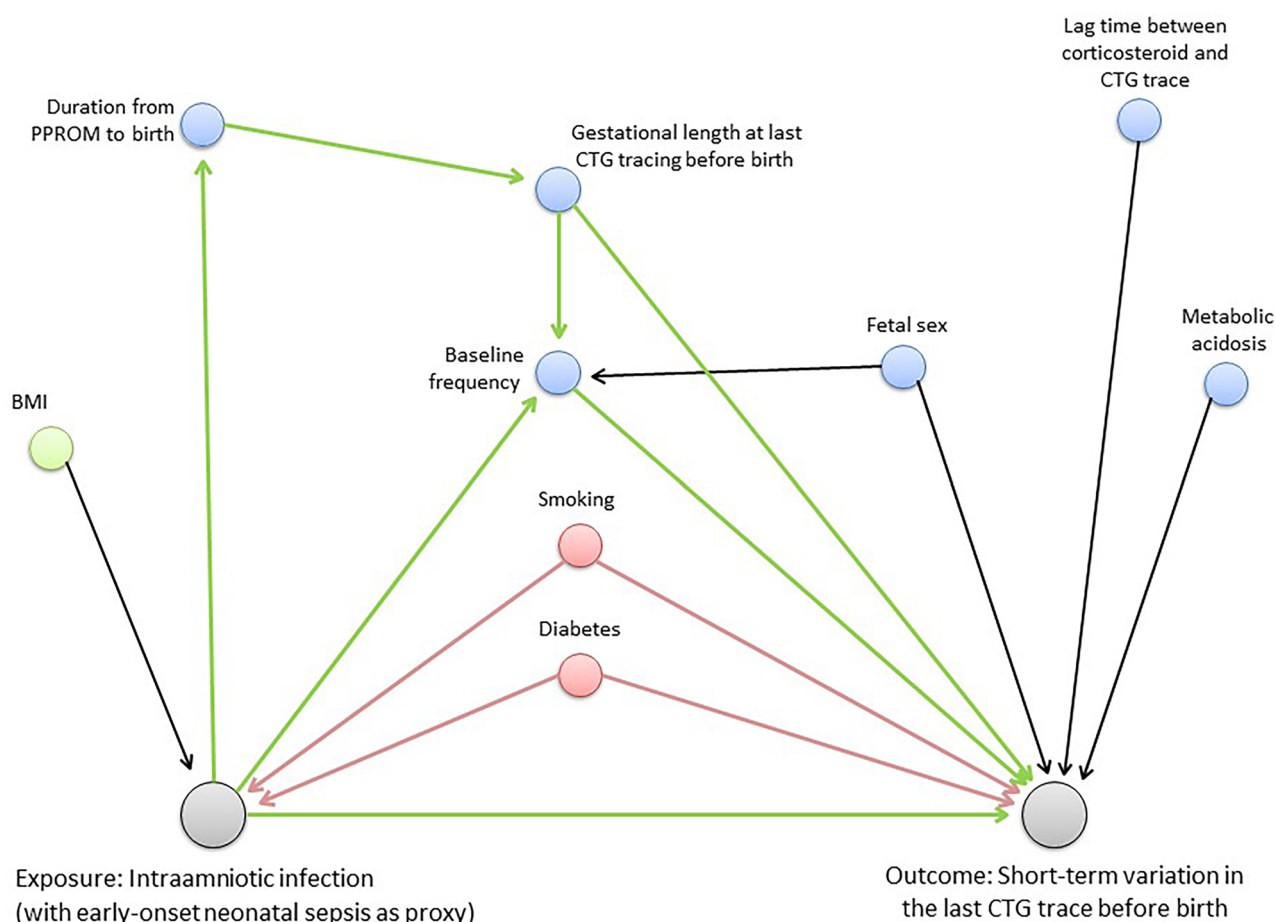 Lag time between
corticosteroid and
CTG trace
Duration from
PPROM to birth
Gestational length at last
CTG tracing before birth
Fetal sex
Metabolic
acidosis
Baseline
frequency
BMI
Smoking
Diabetes
Exposure: Intraamniotic infection
(with early-onset neonatal sepsis as proxy)
Outcome: Short-term variation in
the last CTG trace before birth